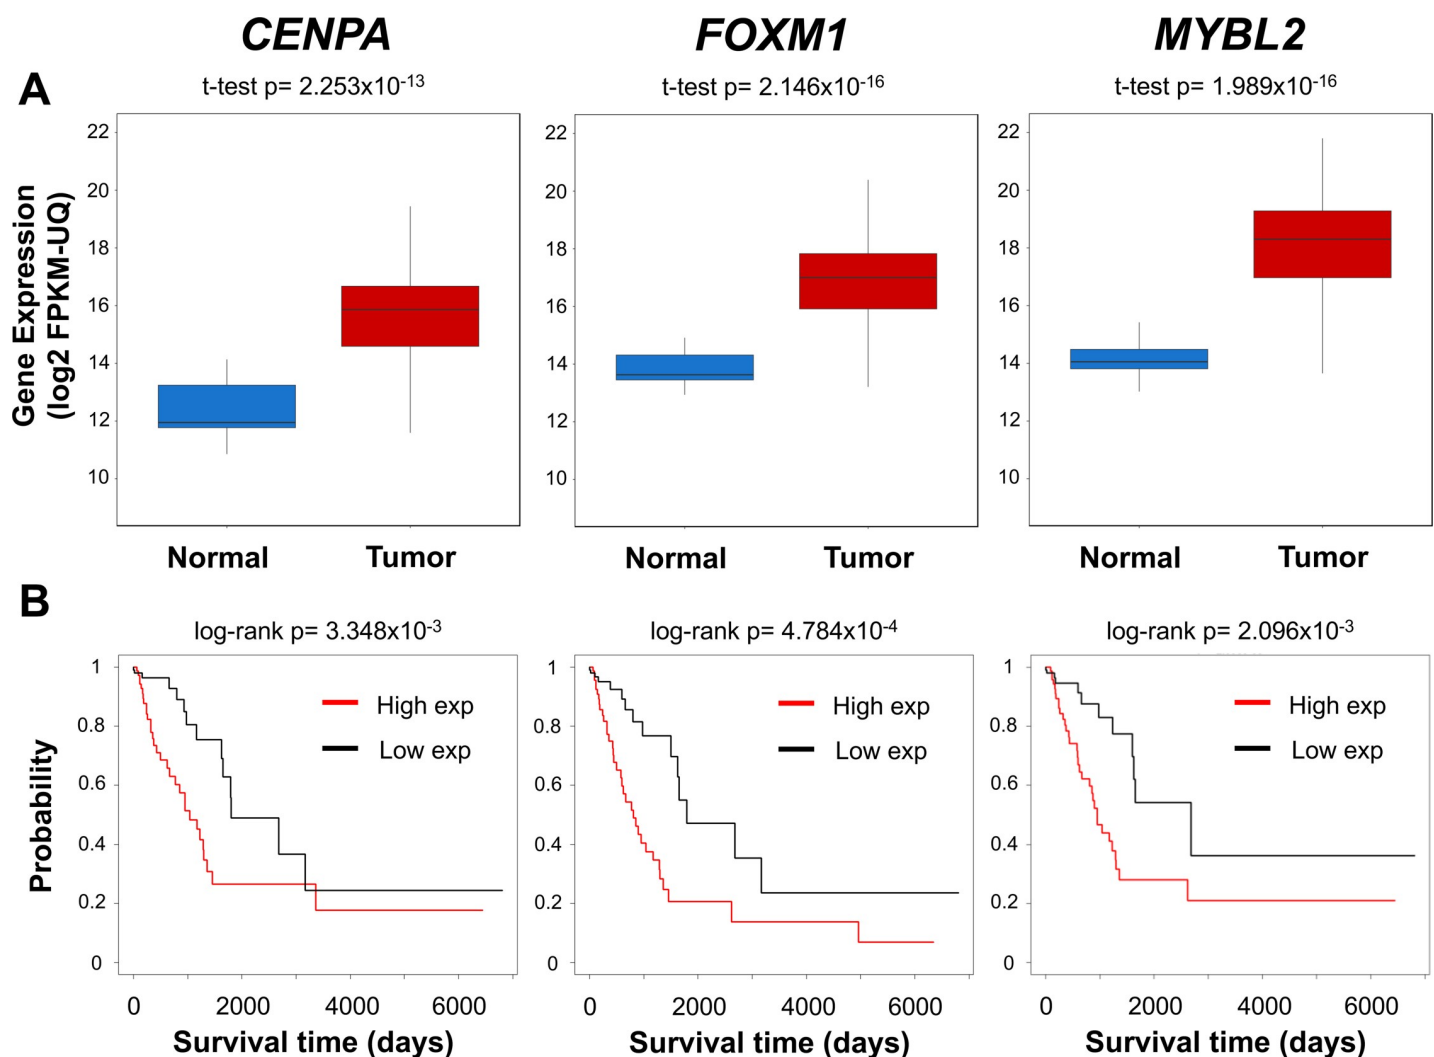 CENPA FOXM1 MYBL2
A
t-test p= 2.253x10-13 t-test p= 2.146x10-16 t-test p= 1.989x10-16
Gene Expression
(log2 FPKM-UQ)
22
20
18
16
14
12
10
Normal Tumor
22
20
18
16
14
12
10
Normal Tumor
22
20
18
16
14
12
10
Normal Tumor
B
log-rank p= 3.348x10-3 log-rank p= 4.784x10-4 log-rank p= 2.096x10-3
Probability
1
0.8
0.6
0.4
0.2
0
High exp
Low exp
0 2000 4000 6000
Survival time (days)
1
0.8
0.6
0.4
0.2
0
High exp
Low exp
0 2000 4000 6000
Survival time (days)
1
0.8
0.6
0.4
0.2
0
High exp
Low exp
0 2000 4000 6000
Survival time (days)